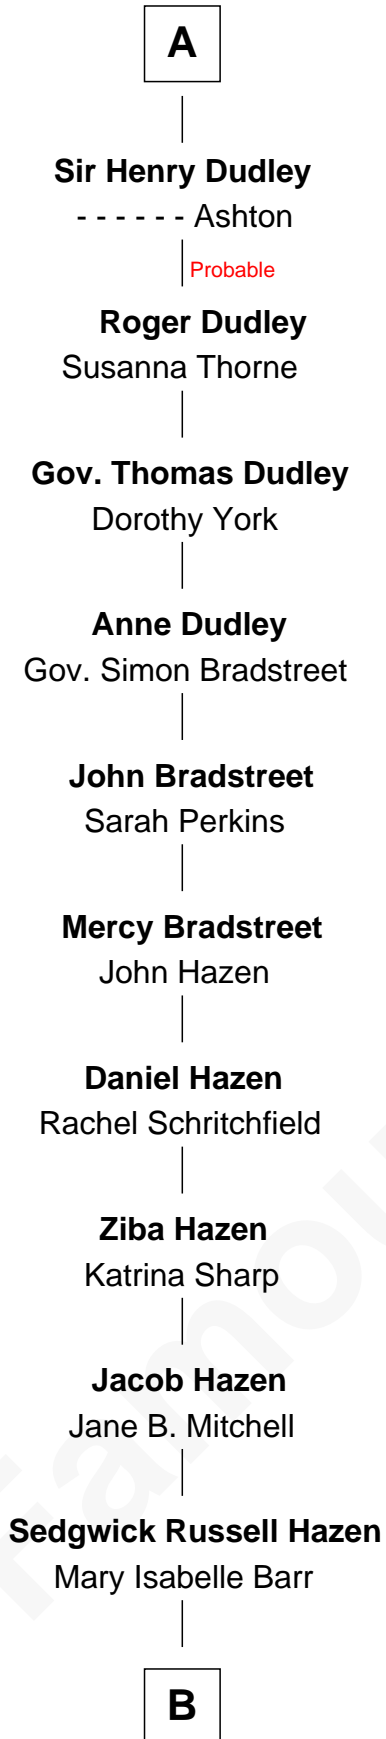 A
Sir Henry Dudley
- - - - - - Ashton
Probable
Roger Dudley
Susanna Thorne
Gov. Thomas Dudley
Dorothy York
Anne Dudley
Gov. Simon Bradstreet
John Bradstreet
Sarah Perkins
Mercy Bradstreet
John Hazen
Daniel Hazen
Rachel Schritchfield
Ziba Hazen
Katrina Sharp
Jacob Hazen
Jane B. Mitchell
Sedgwick Russell Hazen
Mary Isabelle Barr
B